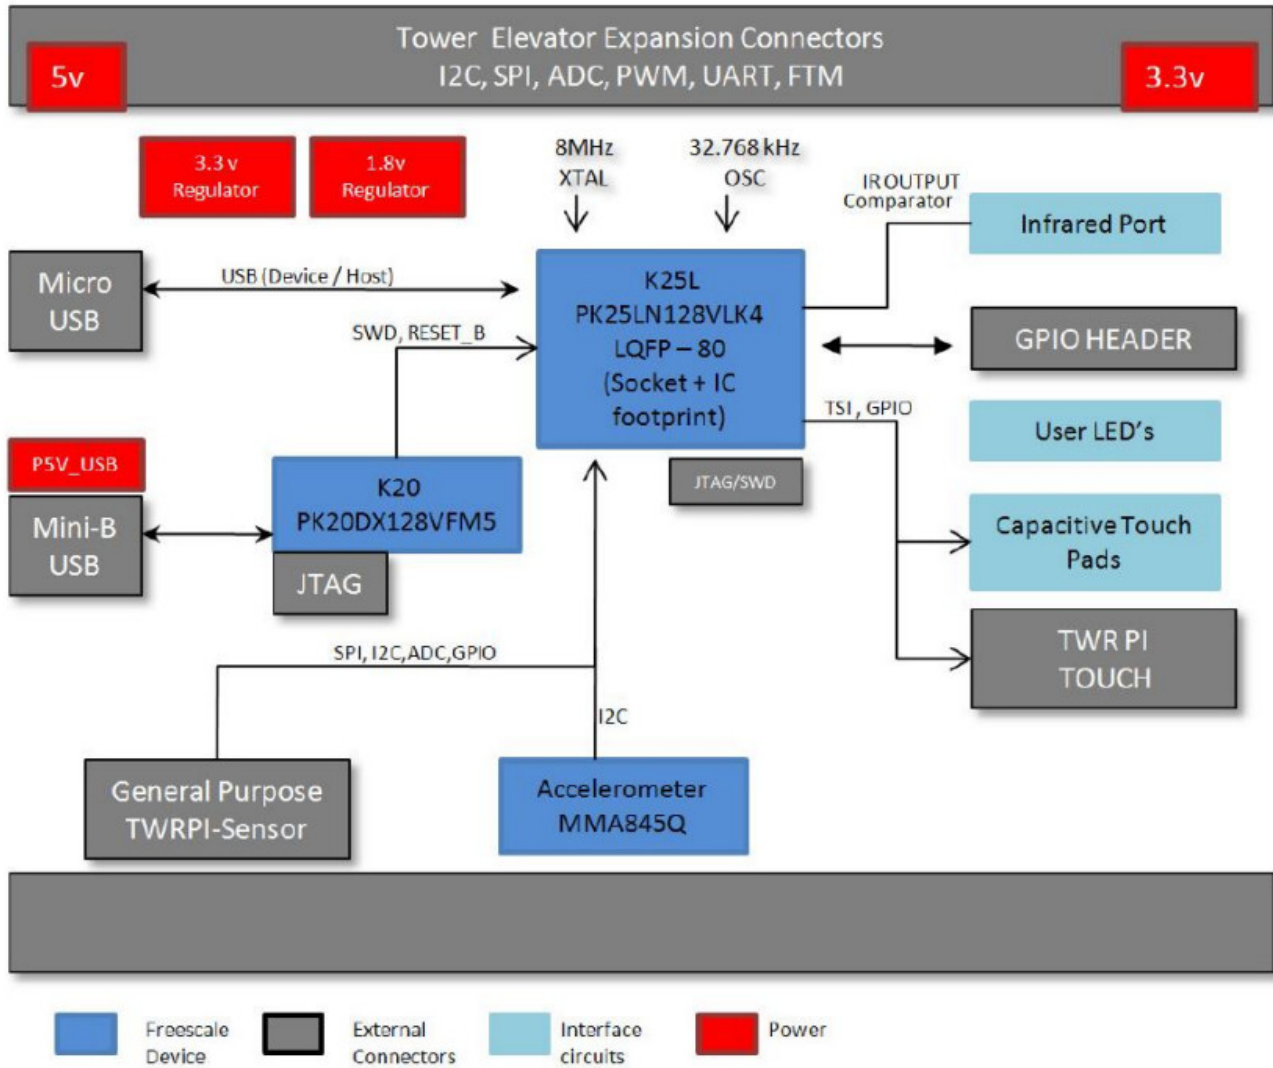 Tower Elevator Expansion Connectors
I2C, SPI, ADC, PWM, UART, FTM
5v
3.3v
3.3 v
Regulator
1.8v
Regulator
8MHz
XTAL
32.768 kHz
OSC
IR OUTPUT
Comparator
Infrared Port
Micro
USB
USB (Device / Host)
K25L
PK25LN128VLK4
LQFP – 80
(Socket + IC
footprint)
SWD, RESET_B
GPIO HEADER
TSI , GPIO
User LED's
P5V_USB
Mini-B
USB
K20
PK20DX128VFM5
JTAG
JTAG/SWD
Capacitive Touch
Pads
SPI, I2C,ADC,GPIO
TWR PI
TOUCH
I2C
General Purpose
TWRPI-Sensor
Accelerometer
MMA845Q
Freescale
Device
External
Connectors
Interface
circuits
Power